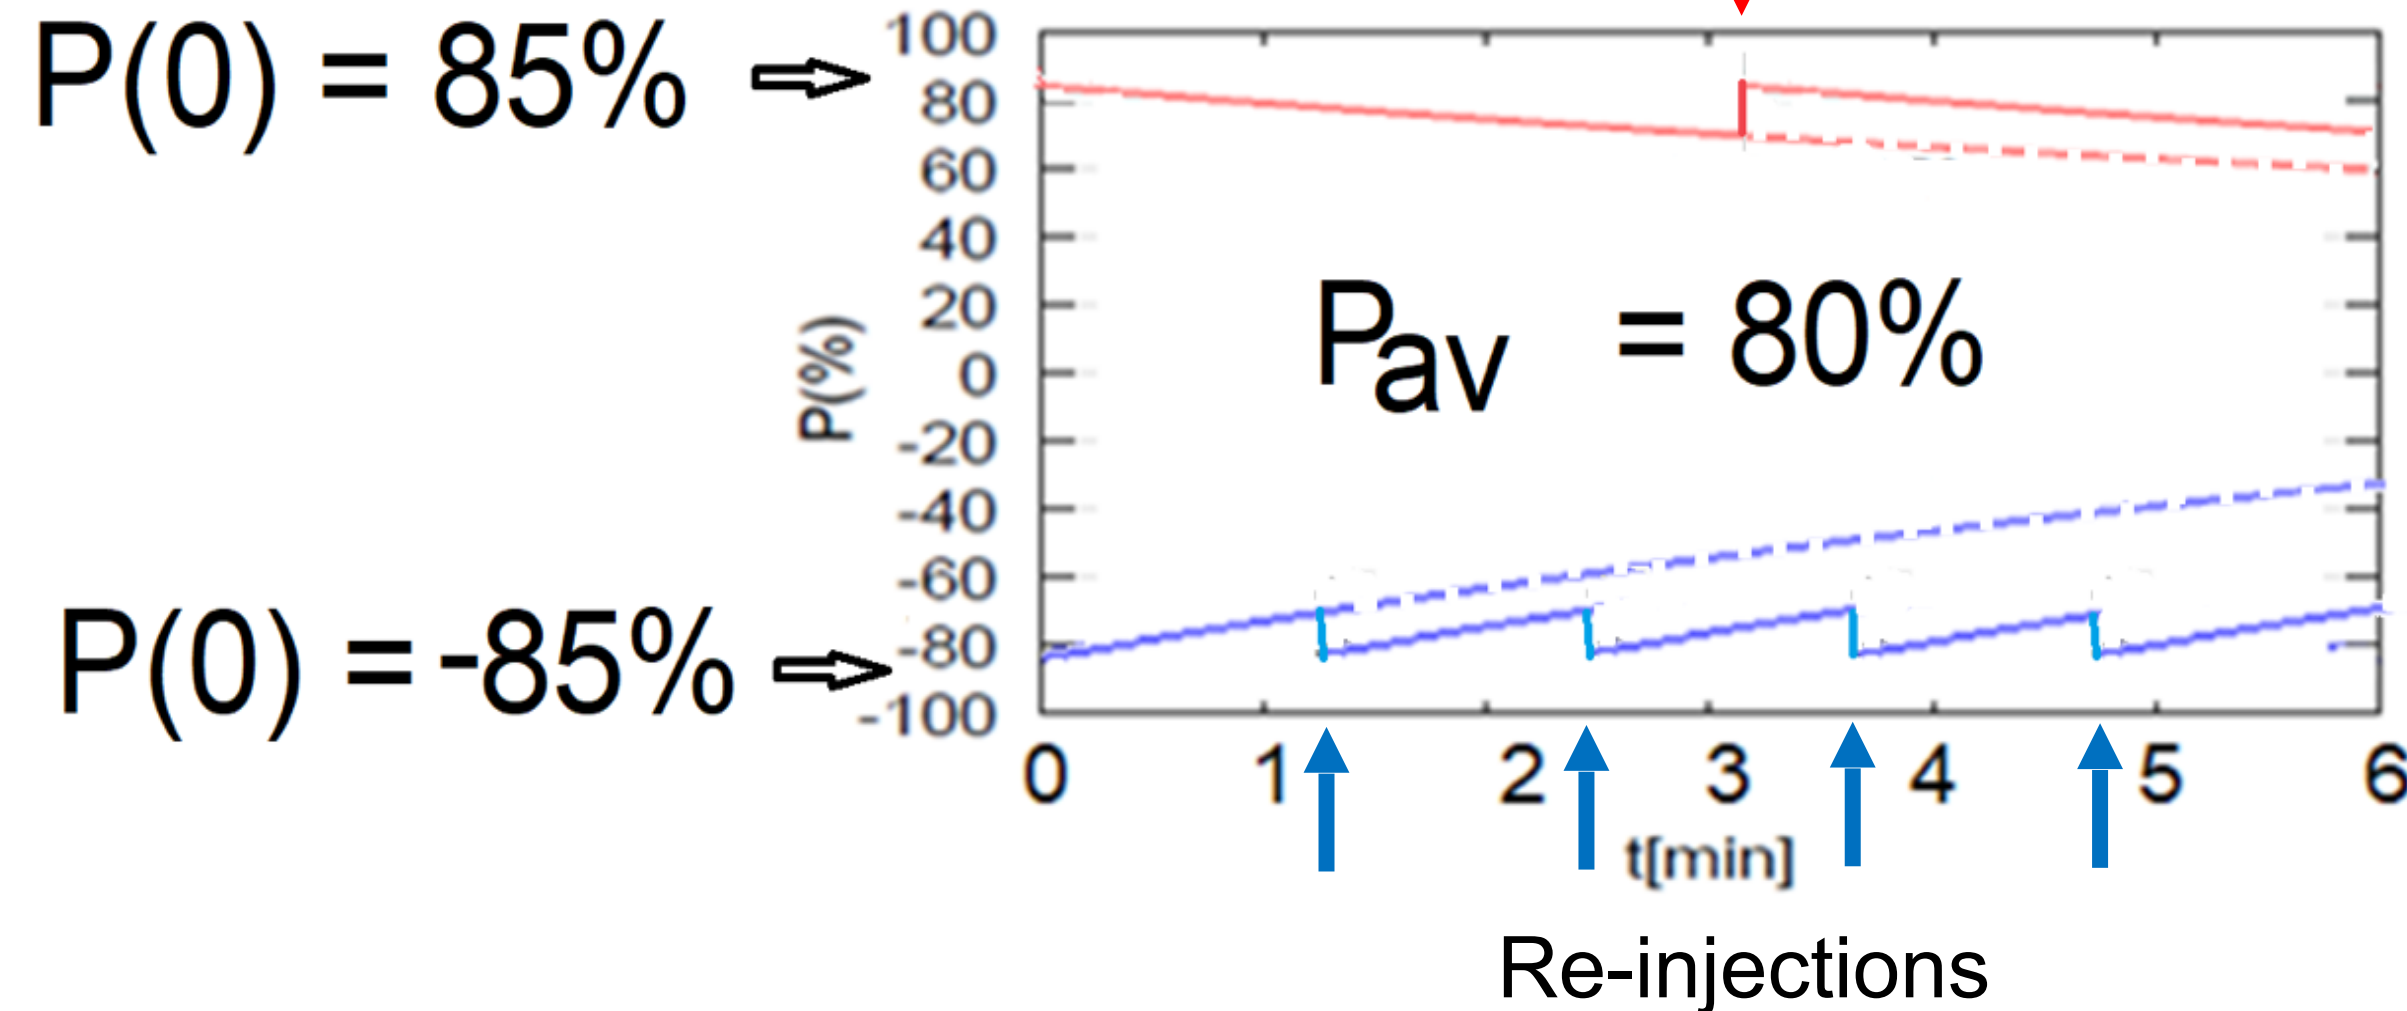 P(0) = 85%
100
80
60
40
20
0
-20
-40
-60
-80
-100
P(%)
Pav = 80%
P(0) = -85%
0 1 2 3 4 5 6
t[min]
Re-injections